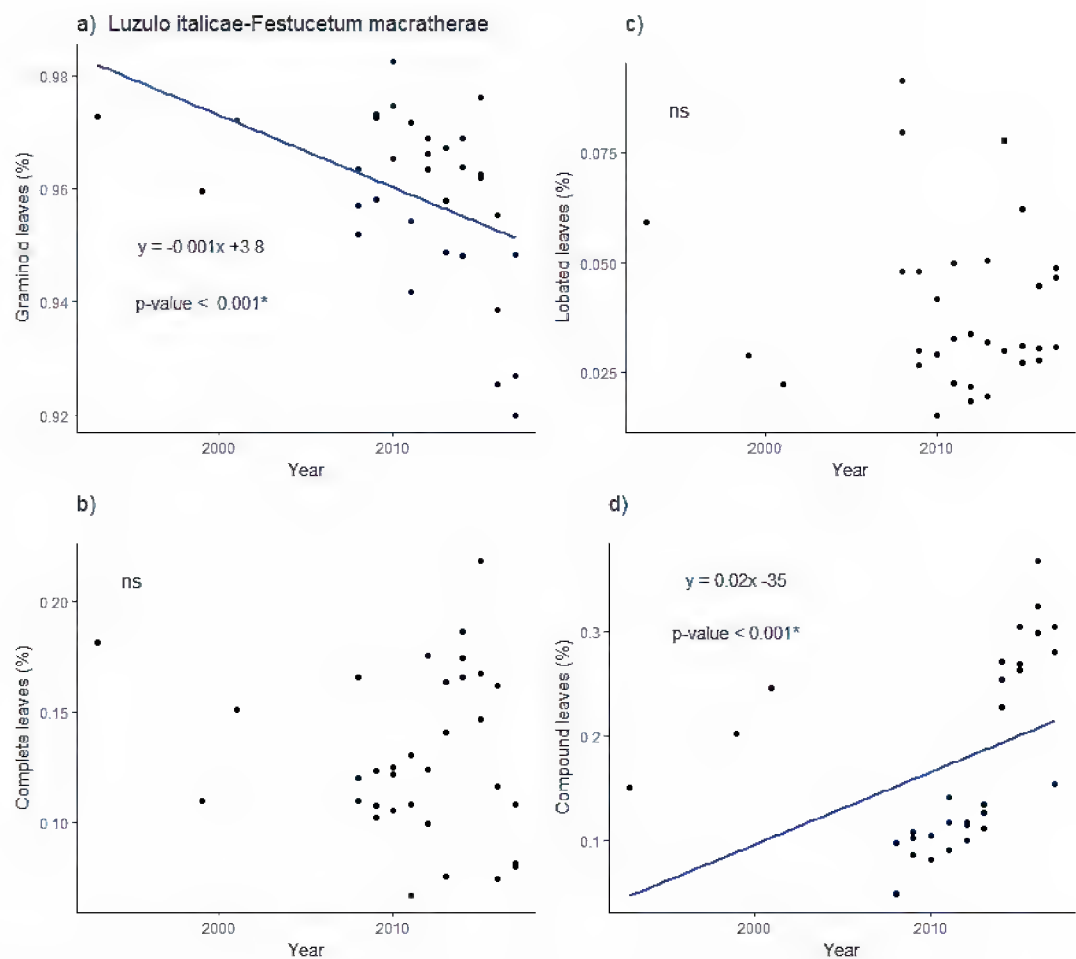 a) Luzulo italicae-Festucetum macratherae
Graminoid leaves (%)
0.98
0.96
0.94
0.92
y = -0 001x +3 8
p-value < 0.001*
2000
2010
Year
c)
ns
Lobated leaves (%)
0.075
0.050
0.025
2000
2010
Year
b)
ns
Complete leaves (%)
0.20
0.15
0.10
2000
2010
Year
d)
y = 0.02x -35
p-value < 0.001*
Compound leaves (%)
0.3
0.2
0.1
2000
2010
Year